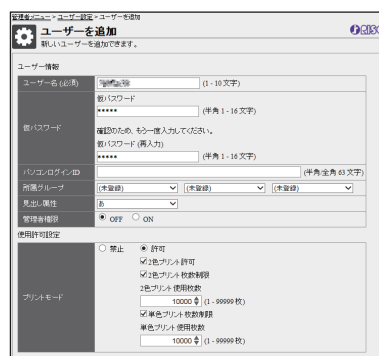 管理者メニュー > ユーザー設定 > ユーザーを追加
ユーザーを追加
新しいユーザーを追加できます。
ユーザー情報
ユーザー名 (必須) (1 - 10 文字)
仮パスワード
仮パスワード
***** (半角 1 - 16 文字)
確認のため、もう一度入力してください。
仮パスワード (再入力)
***** (半角 1 - 16 文字)
パソコンログインID (半角/全角 63 文字)
所属グループ (未登録) (未登録) (未登録)
見出し属性 あ
管理者権限 OFF ON
使用許可設定
プリントモード
禁止 許可
2色プリント許可
2色プリント枚数制限
2色プリント使用枚数
10000 (1 - 99999 枚)
単色プリント枚数制限
単色プリント使用枚数
10000 (1 - 99999 枚)